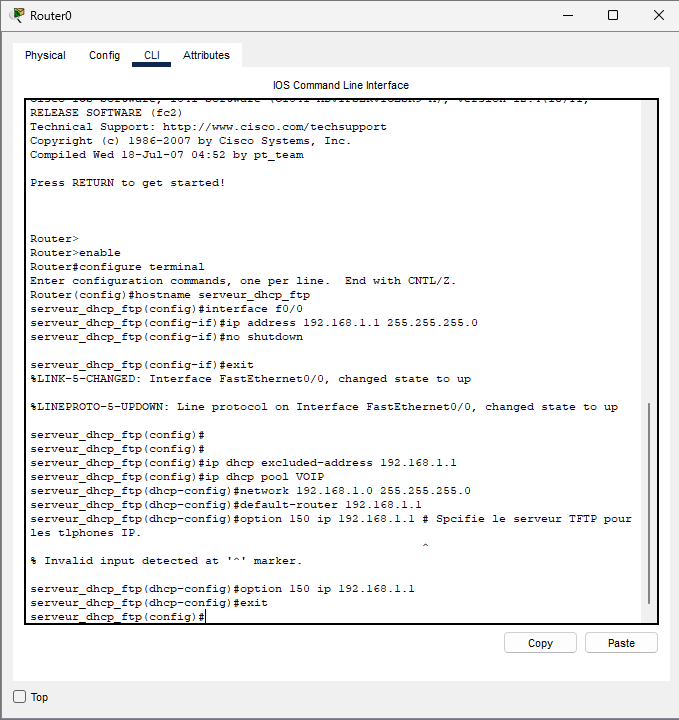 Router0
Physical Config CLI Attributes
IOS Command Line Interface
RELEASE SOFTWARE (fc2)
Technical Support: http://www.cisco.com/techsupport
Copyright (c) 1986-2007 by Cisco Systems, Inc.
Compiled Wed 18-Jul-07 04:52 by pt_team
Press RETURN to get started!
Router>
Router>enable
Router#configure terminal
Enter configuration commands, one per line.  End with CNTL/Z.
Router(config)#hostname serveur_dhcp_ftp
serveur_dhcp_ftp(config)#interface f0/0
serveur_dhcp_ftp(config-if)#ip address 192.168.1.1 255.255.255.0
serveur_dhcp_ftp(config-if)#no shutdown
serveur_dhcp_ftp(config-if)#exit
%LINK-5-CHANGED: Interface FastEthernet0/0, changed state to up
%LINEPROTO-5-UPDOWN: Line protocol on Interface FastEthernet0/0, changed state to up
serveur_dhcp_ftp(config)#
serveur_dhcp_ftp(config)#
serveur_dhcp_ftp(config)#ip dhcp excluded-address 192.168.1.1
serveur_dhcp_ftp(config)#ip dhcp pool VOIP
serveur_dhcp_ftp(dhcp-config)#network 192.168.1.0 255.255.255.0
serveur_dhcp_ftp(dhcp-config)#default-router 192.168.1.1
serveur_dhcp_ftp(dhcp-config)#option 150 ip 192.168.1.1 # Spcifie le serveur TFTP pour
les tlphones IP.
^
% Invalid input detected at '^' marker.
serveur_dhcp_ftp(dhcp-config)#option 150 ip 192.168.1.1
serveur_dhcp_ftp(dhcp-config)#exit
serveur_dhcp_ftp(config)#
Copy Paste
Top